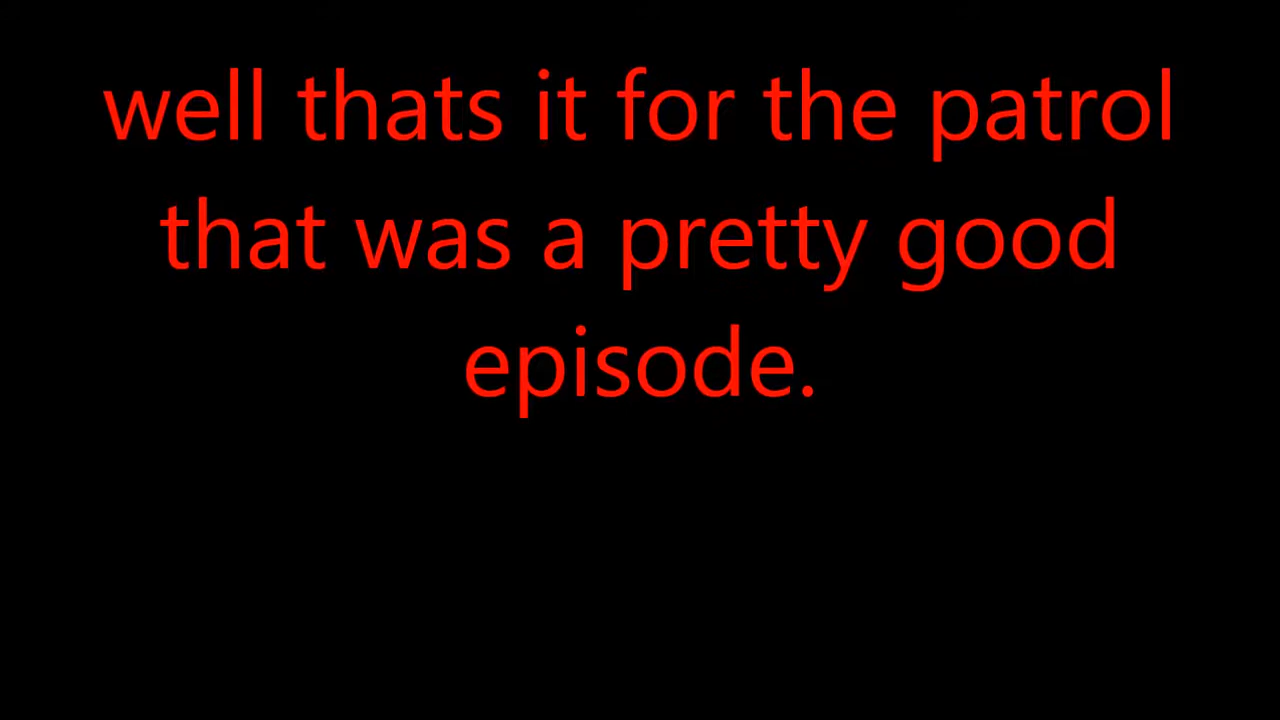 well thats it for the patrol
that was a pretty good
episode.